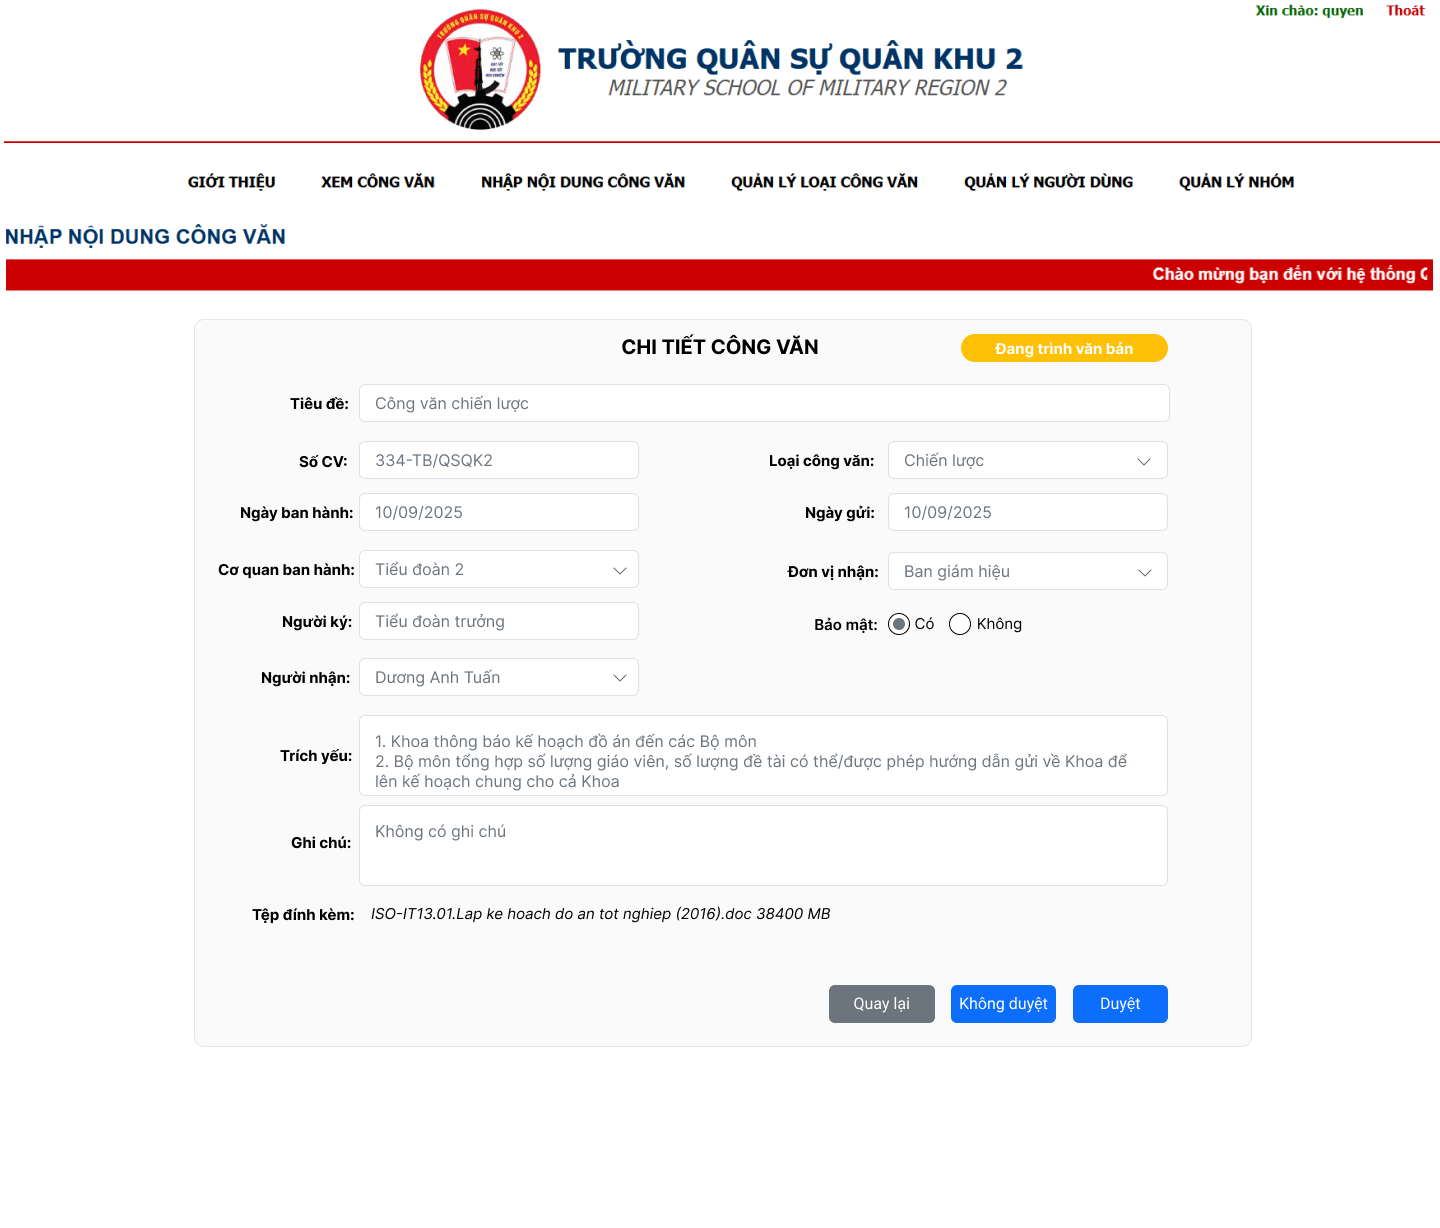 Xin chào: quyen Thoát
TRƯỜNG QUÂN SỰ QUÂN KHU 2
TRƯỜNG QUÂN SỰ QUÂN KHU 2
MILITARY SCHOOL OF MILITARY REGION 2
GIỚI THIỆU XEM CÔNG VĂN NHẬP NỘI DUNG CÔNG VĂN QUẢN LÝ LOẠI CÔNG VĂN QUẢN LÝ NGƯỜI DÙNG QUẢN LÝ NHÓM
NHẬP NỘI DUNG CÔNG VĂN
Chào mừng bạn đến với hệ thống
CHI TIẾT CÔNG VĂN
Đang trình văn bản
Tiêu đề: Công văn chiến lược
Số CV: 334-TB/QSQK2 Loại công văn: Chiến lược
Ngày ban hành: 10/09/2025 Ngày gửi: 10/09/2025
Cơ quan ban hành: Tiểu đoàn 2 Đơn vị nhận: Ban giám hiệu
Người ký: Tiểu đoàn trưởng Bảo mật: Có Không
Người nhận: Dương Anh Tuấn
Trích yếu: 1. Khoa thông báo kế hoạch đồ án đến các Bộ môn
2. Bộ môn tổng hợp số lượng giáo viên, số lượng đề tài có thể/được phép hướng dẫn gửi về Khoa để
lên kế hoạch chung cho cả Khoa
Ghi chú: Không có ghi chú
Tệp đính kèm: ISO-IT13.01.Lap ke hoach do an tot nghiep (2016).doc 38400 MB
Quay lại Không duyệt Duyệt